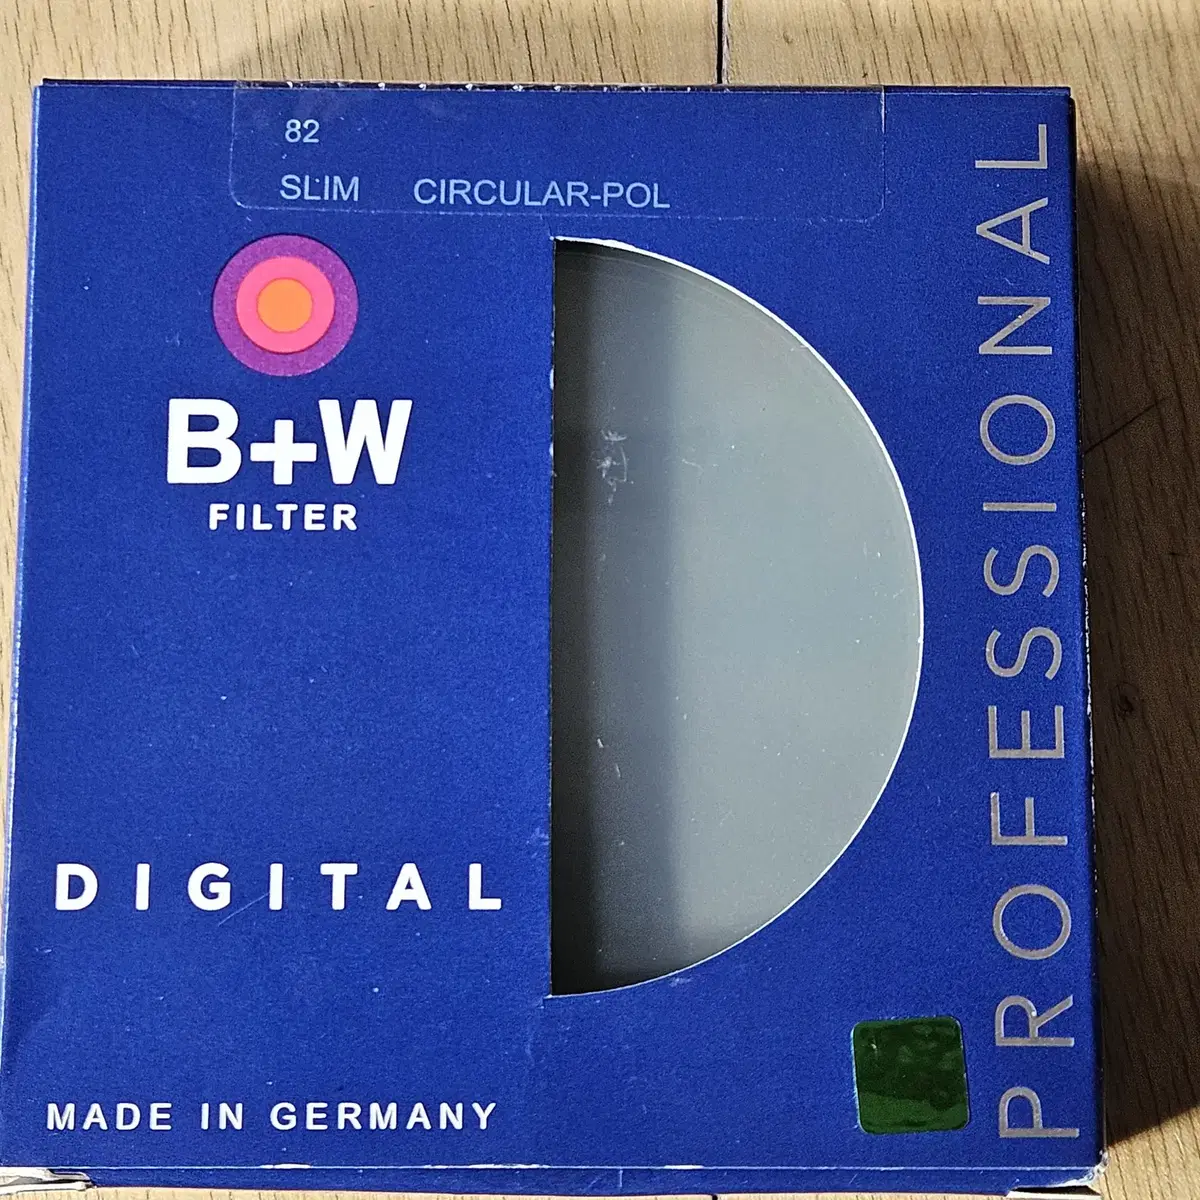 82
SLIM CIRCULAR-POL
B+W
FILTER
DIGITAL
MADE IN GERMANY
PROFESSIONAL